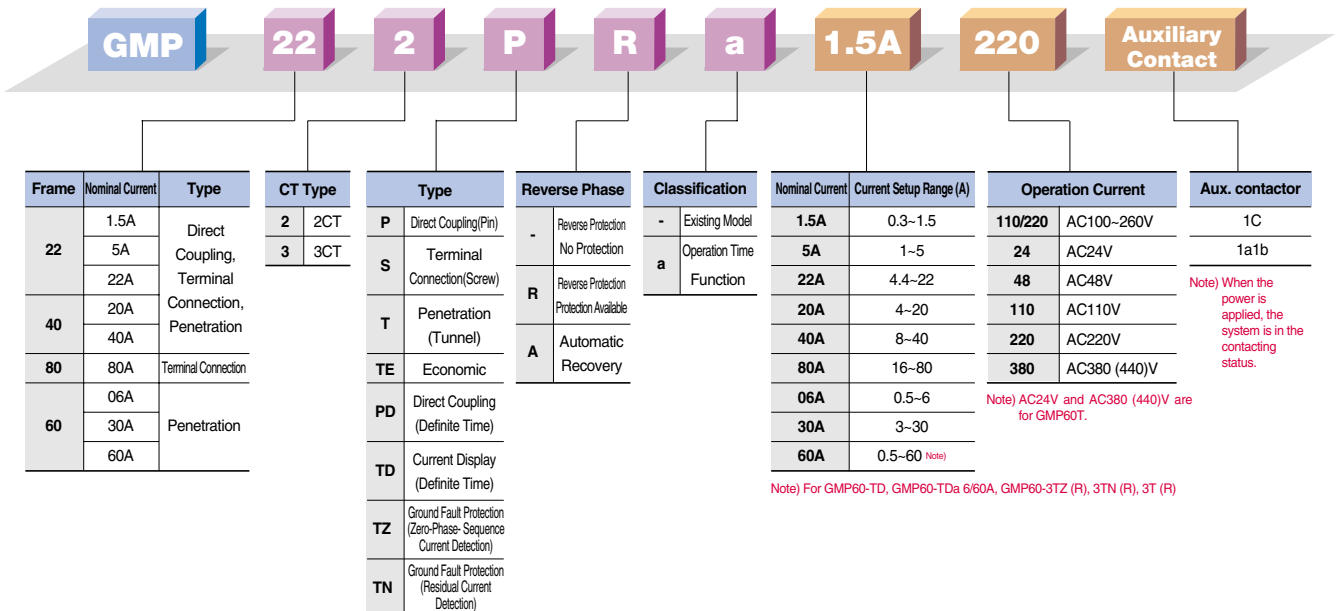 GMP 22 2 P R a 1.5A 220 Auxiliary Contact
Frame Nominal Current Type
22 1.5A Direct Coupling, Terminal Connection, Penetration
5A
22A
40 20A
40A
80 80A Terminal Connection
60 06A Penetration
30A
60A
CT Type
2 2CT
3 3CT
Type
P Direct Coupling(Pin)
S Terminal Connection(Screw)
T Penetration (Tunnel)
TE Economic
PD Direct Coupling (Definite Time)
TD Current Display (Definite Time)
TZ Ground Fault Protection (Zero-Phase- Sequence Current Detection)
TN Ground Fault Protection (Residual Current Detection)
Reverse Phase
- Reverse Protection No Protection
R Reverse Protection Protection Available
A Automatic Recovery
Classification
- Existing Model
a Operation Time Function
Nominal Current Current Setup Range (A)
1.5A 0.3~1.5
5A 1~5
22A 4.4~22
20A 4~20
40A 8~40
80A 16~80
06A 0.5~6
30A 3~30
60A 0.5~60 Note)
Note) For GMP60-TD, GMP60-TDa 6/60A, GMP60-3TZ (R), 3TN (R), 3T (R)
Operation Current
110/220 AC100~260V
24 AC24V
48 AC48V
110 AC110V
220 AC220V
380 AC380 (440)V
Note) AC24V and AC380 (440)V are
for GMP60T.
Aux. contactor
1C
1a1b
Note) When the
power is
applied, the
system is in the
contacting
status.